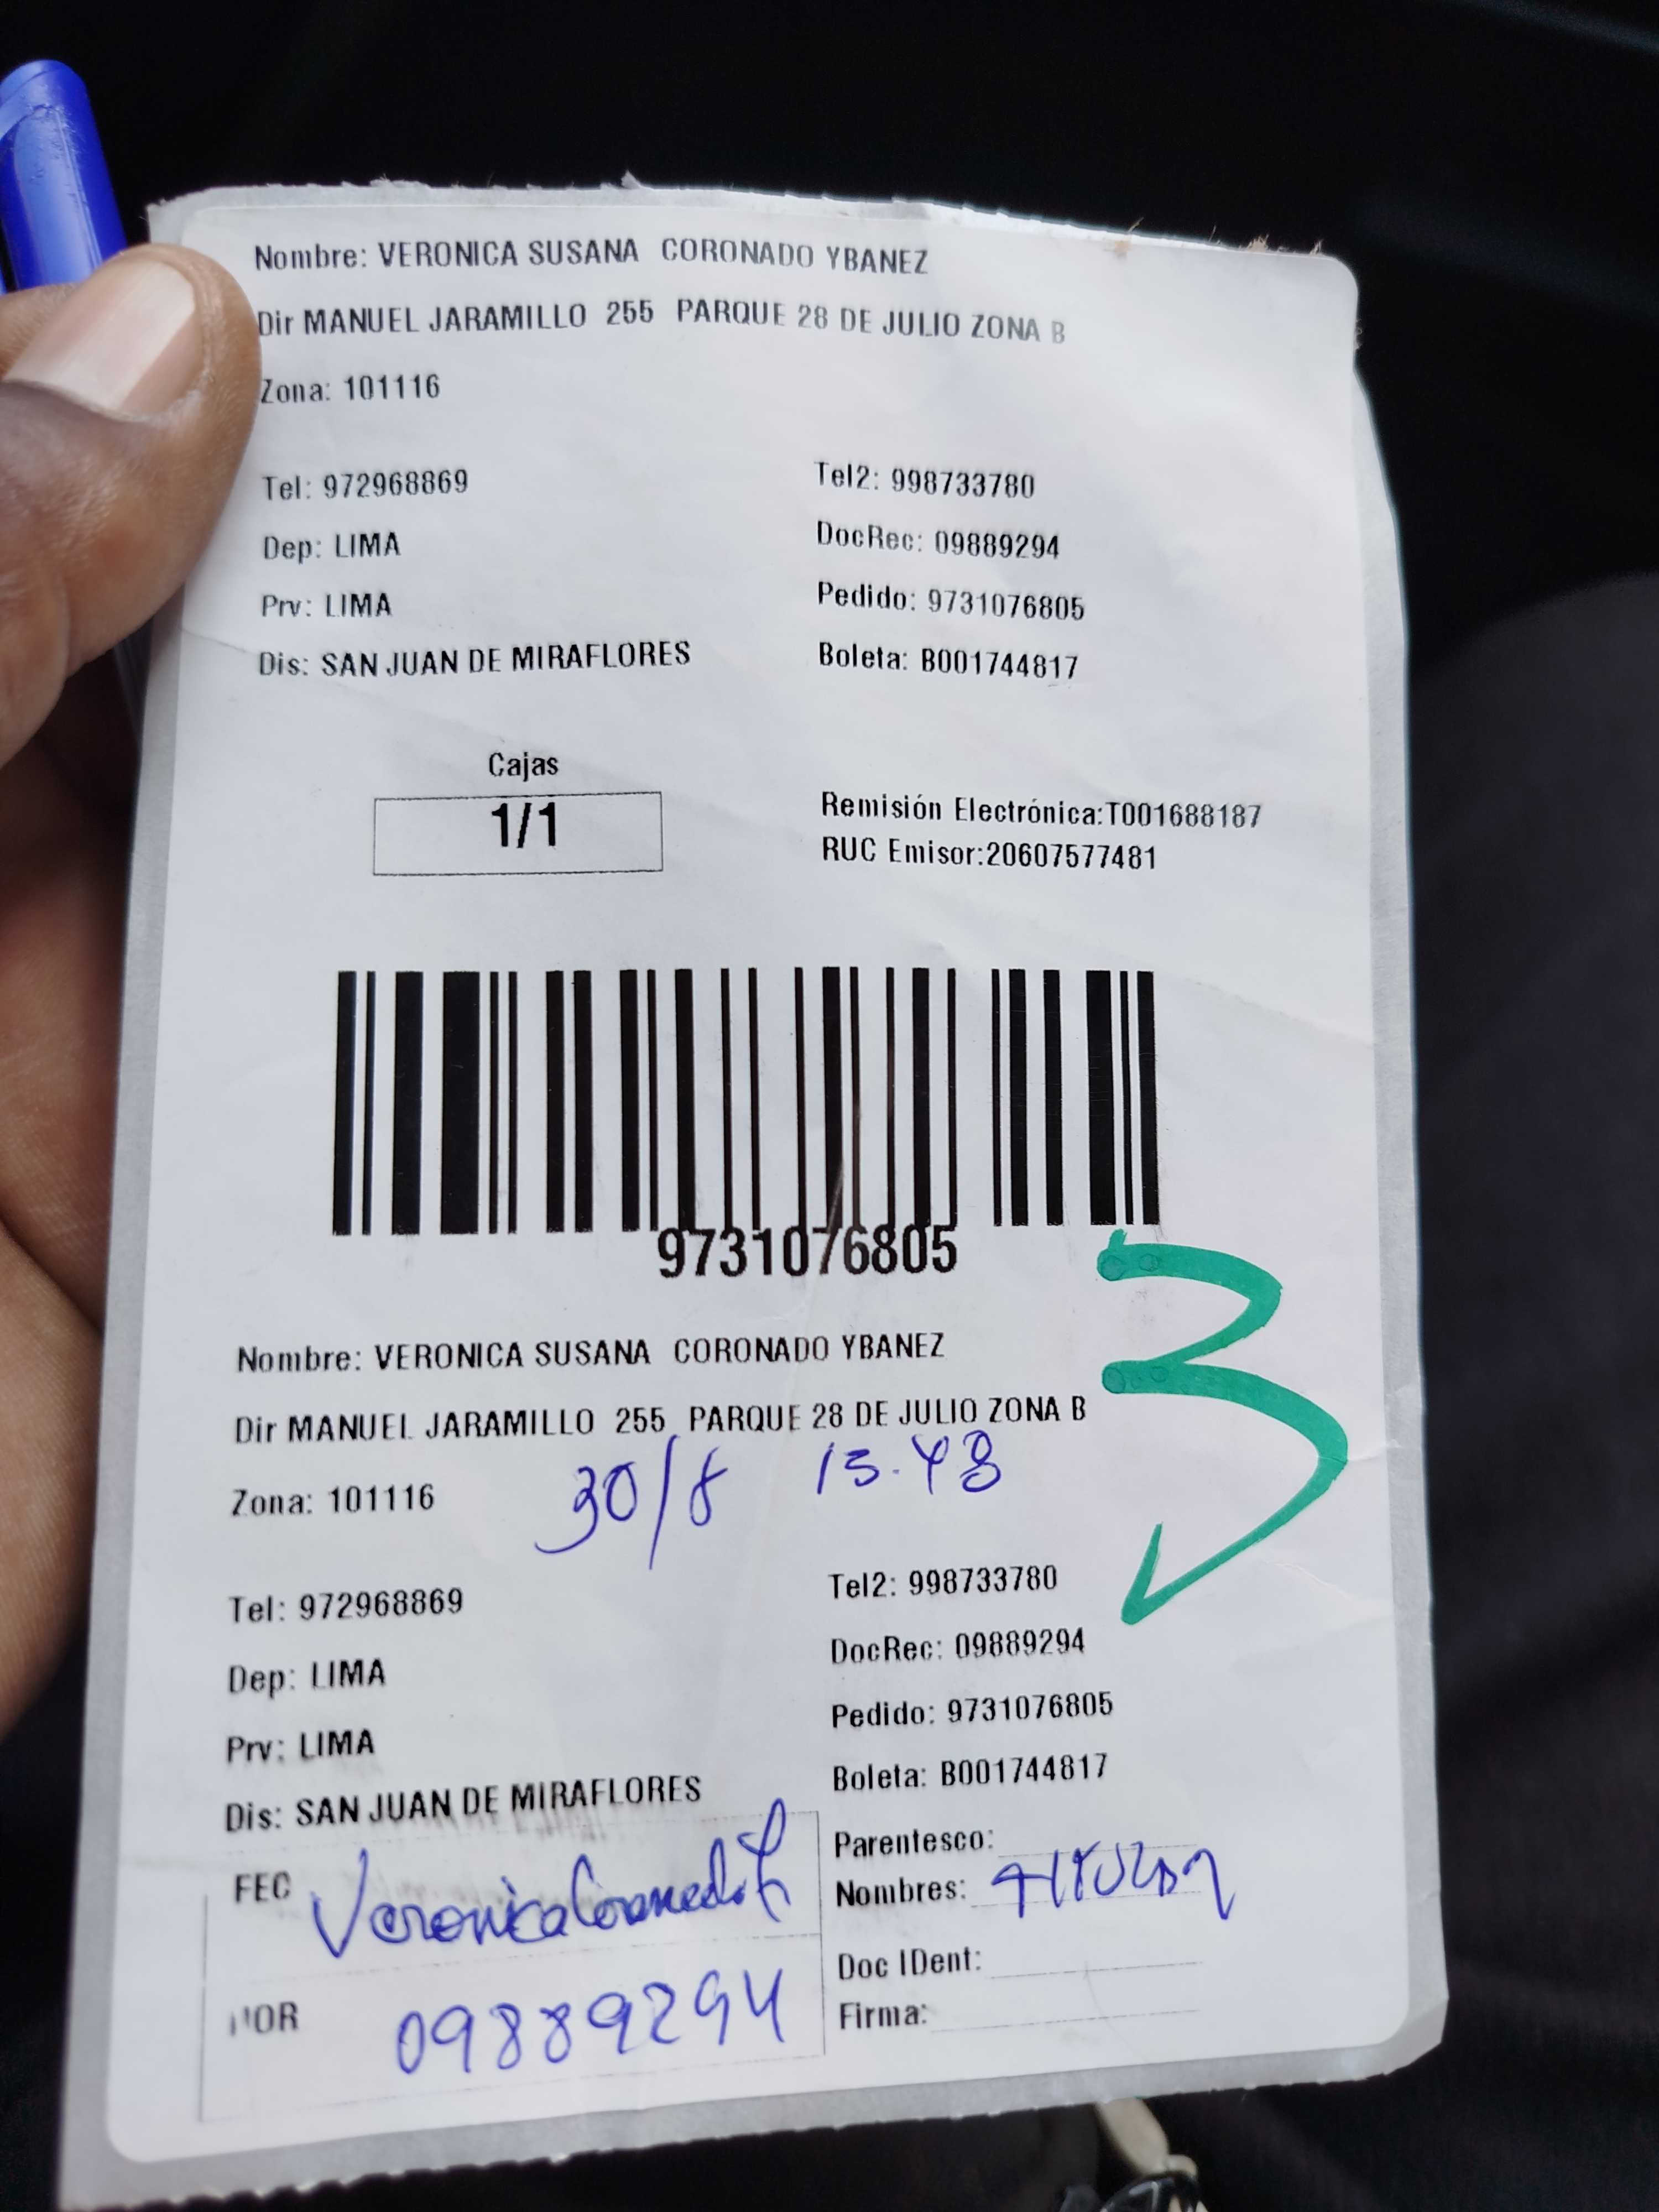 Nombre: VERONICA SUSANA CORONADO YBANEZ
Dir MANUEL JARAMILLO 255 PARQUE 28 DE JULIO ZONA B
Zona: 101116
Tel: 972968869 Tel2: 998733780
Dep: LIMA DocRec: 09889294
Prv: LIMA Pedido: 9731076805
Dis: SAN JUAN DE MIRAFLORES Boleta: B001744817
Cajas
1/1
Remisión Electrónica:T001688187
RUC Emisor:20607577481
9731076805
3
Nombre: VERONICA SUSANA CORONADO YBANEZ
Dir MANUEL JARAMILLO 255 PARQUE 28 DE JULIO ZONA B
Zona: 101116 30/8 15.48
Tel: 972968869 Tel2: 998733780
Dep: LIMA DocRec: 09889294
Prv: LIMA Pedido: 9731076805
Dis: SAN JUAN DE MIRAFLORES Boleta: B001744817
Parentesco:
FEC Veronica Coronado Y Nombres:
Doc IDent:
HOR 09889294 Firma: